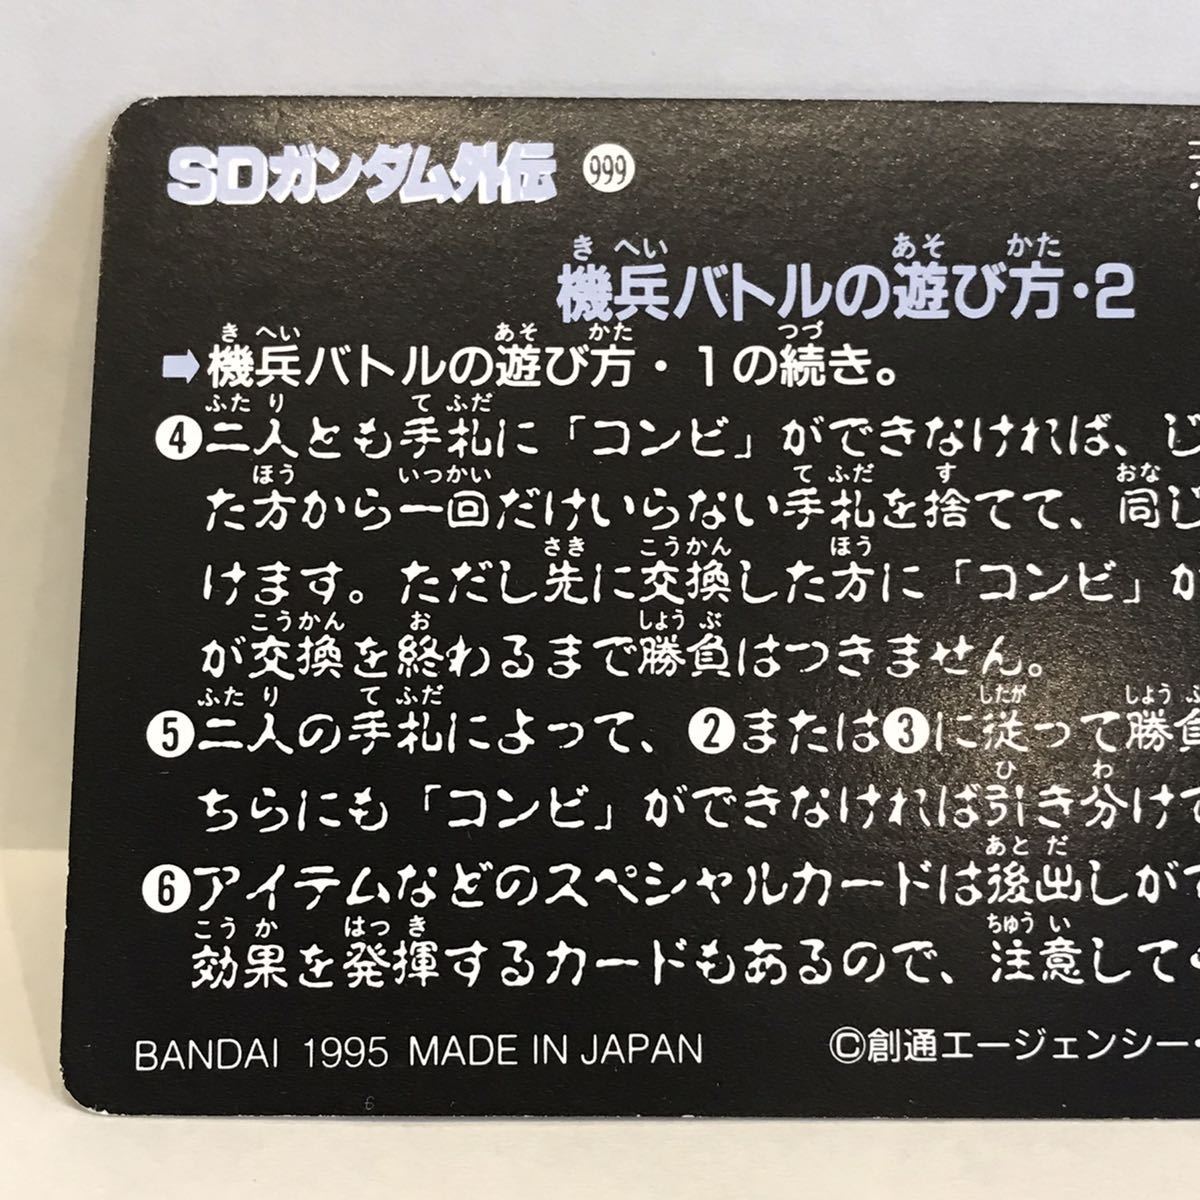 SDガンダム外伝 999
機兵バトルの遊び方・2
➡機兵バトルの遊び方・1の続き。
❹二人とも手札に「コンビ」ができなければ、じ
た方から一回だけいらない手札を捨てて、同じ
けます。ただし先に交換した方に「コンビ」が
が交換を終わるまで勝負はつきません。
❺二人の手札によって、❷または❸に従って勝負
ちらにも「コンビ」ができなければ引き分けで
❻アイテムなどのスペシャルカードは後出しがで
効果を発揮するカードもあるので、注意してく
BANDAI 1995 MADE IN JAPAN ©創通エージェンシー・